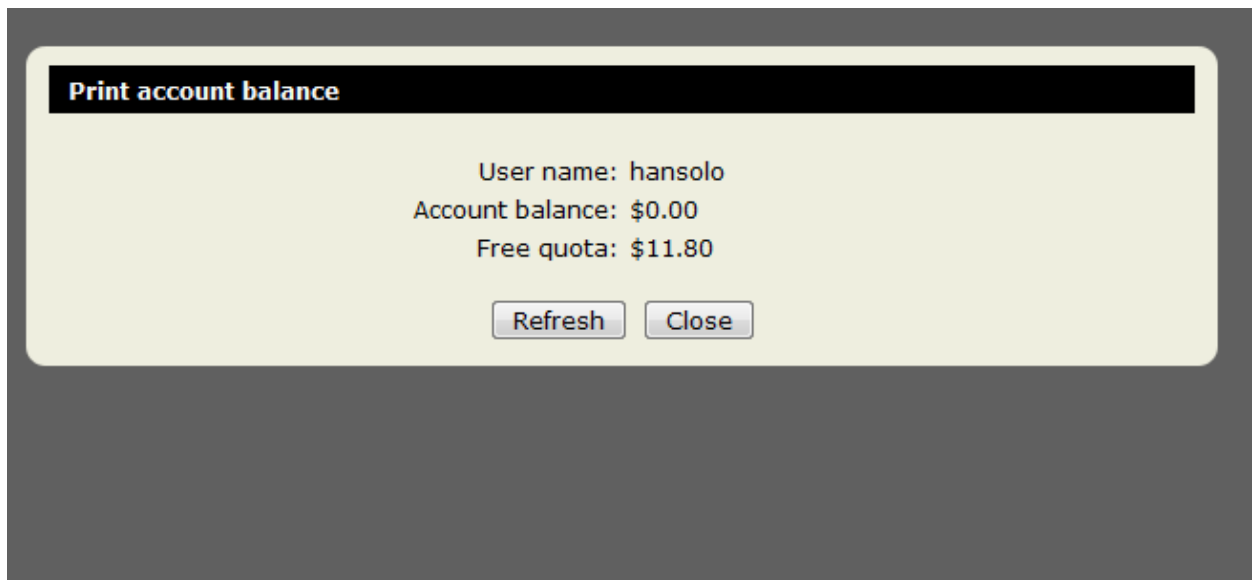 Print account balance
User name: hansolo
Account balance: $0.00
Free quota: $11.80
Refresh Close